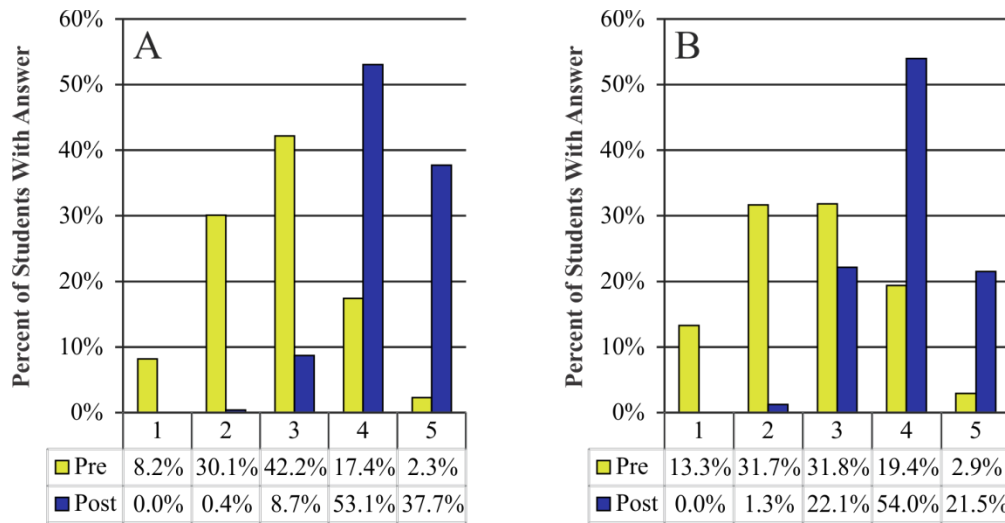 Percent of Students With Answer
60%
50%
40%
30%
20%
10%
0%
A
1 2 3 4 5
Pre 8.2% 30.1% 42.2% 17.4% 2.3%
Post 0.0% 0.4% 8.7% 53.1% 37.7%
Percent of Students With Answer
60%
50%
40%
30%
20%
10%
0%
B
1 2 3 4 5
Pre 13.3% 31.7% 31.8% 19.4% 2.9%
Post 0.0% 1.3% 22.1% 54.0% 21.5%